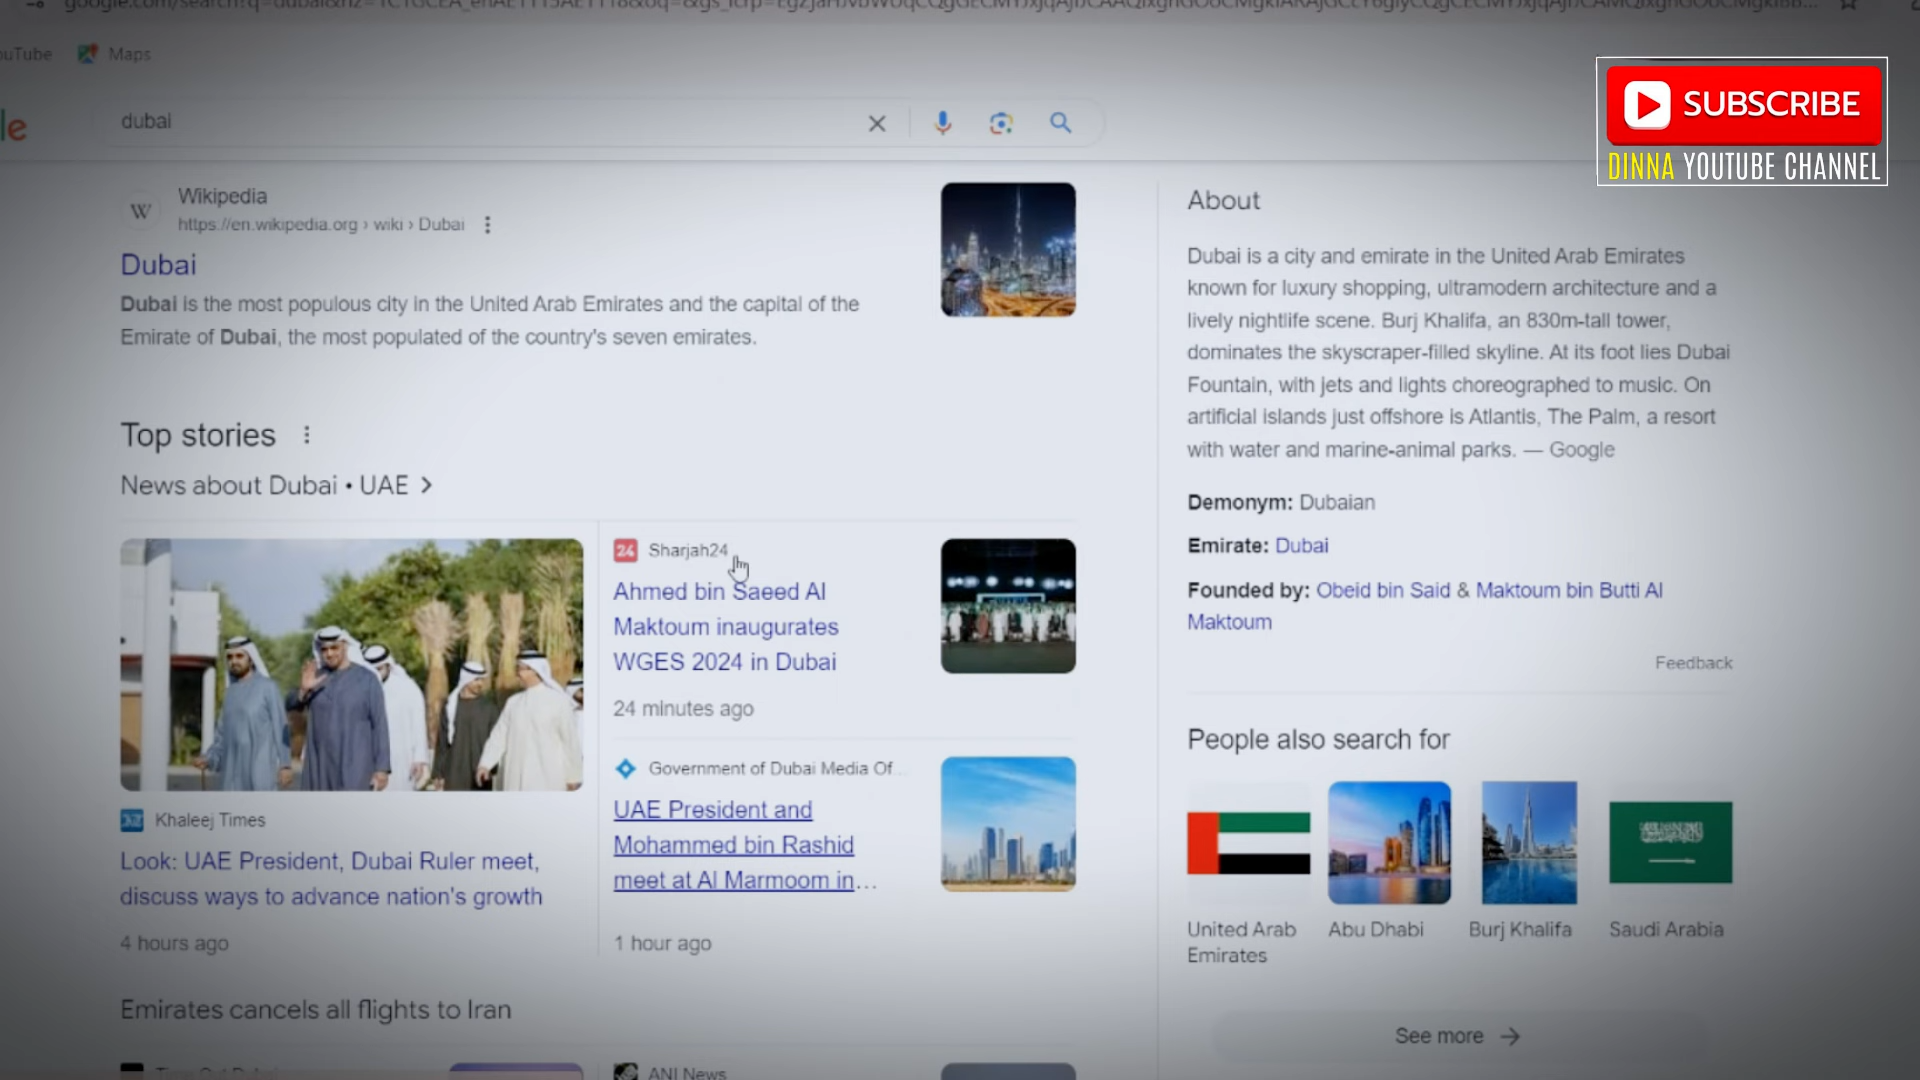 YouTube
Maps
le
dubai
SUBSCRIBE
DINNA YOUTUBE CHANNEL
W
Wikipedia
https://en.wikipedia.org › wiki › Dubai
Dubai
Dubai is the most populous city in the United Arab Emirates and the capital of the
Emirate of Dubai, the most populated of the country's seven emirates.
Top stories
News about Dubai • UAE >
Khaleej Times
Look: UAE President, Dubai Ruler meet,
discuss ways to advance nation's growth
4 hours ago
24 Sharjah24
Ahmed bin Saeed Al
Maktoum inaugurates
WGES 2024 in Dubai
24 minutes ago
Government of Dubai Media Of...
UAE President and
Mohammed bin Rashid
meet at Al Marmoom in...
1 hour ago
Emirates cancels all flights to Iran
Time Out Dubai
ANI News
About
Dubai is a city and emirate in the United Arab Emirates
known for luxury shopping, ultramodern architecture and a
lively nightlife scene. Burj Khalifa, an 830m-tall tower,
dominates the skyscraper-filled skyline. At its foot lies Dubai
Fountain, with jets and lights choreographed to music. On
artificial islands just offshore is Atlantis, The Palm, a resort
with water and marine-animal parks. — Google
Demonym: Dubaian
Emirate: Dubai
Founded by: Obeid bin Said & Maktoum bin Butti Al
Maktoum
Feedback
People also search for
United Arab
Emirates
Abu Dhabi
Burj Khalifa
Saudi Arabia
See more →